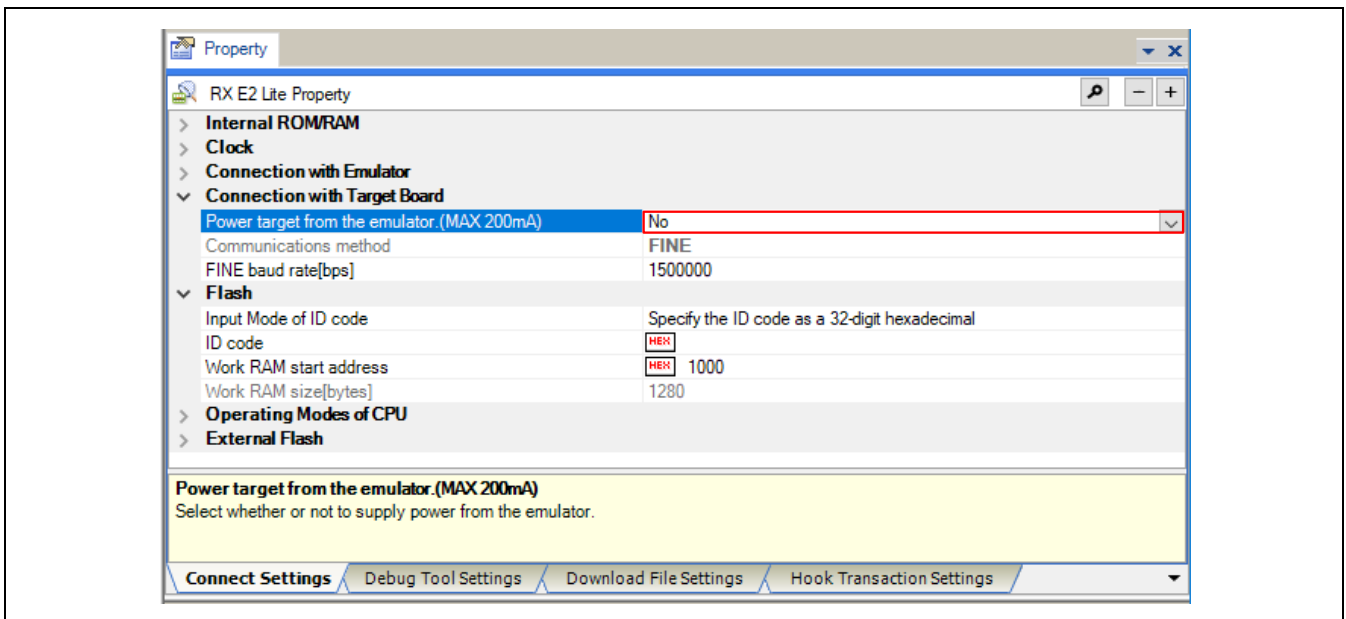 Property
RX E2 Lite Property
Internal ROM/RAM
Clock
Connection with Emulator
Connection with Target Board
Power target from the emulator.(MAX 200mA) No
Communications method FINE
FINE baud rate[bps] 1500000
Flash
Input Mode of ID code Specify the ID code as a 32-digit hexadecimal
ID code HEX
Work RAM start address HEX 1000
Work RAM size[bytes] 1280
Operating Modes of CPU
External Flash
Power target from the emulator.(MAX 200mA)
Select whether or not to supply power from the emulator.
Connect Settings Debug Tool Settings Download File Settings Hook Transaction Settings